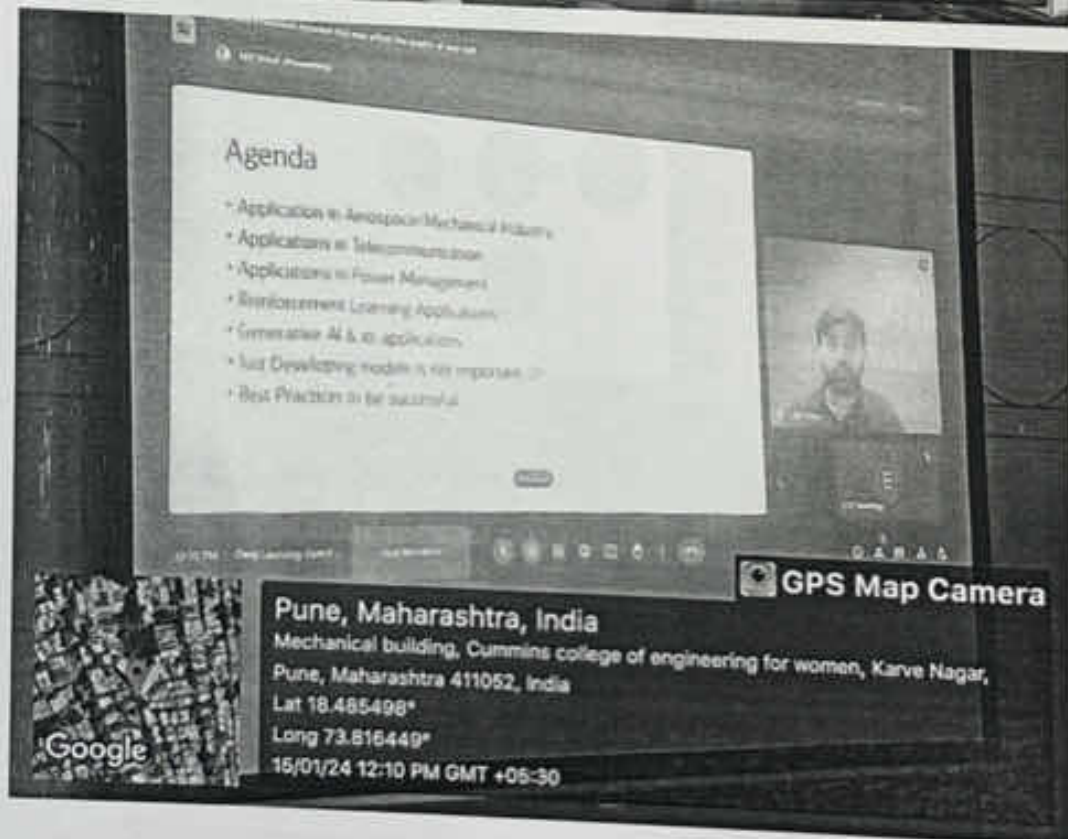 Agenda
• Application in Aerospace/Mechanical Industry
• Applications in Telecommunication
• Applications in Power Management
• Reinforcement Learning Applications
• Generative AI & its applications
• Just Developing models is not important
• Best Practices to be successful
GPS Map Camera
Pune, Maharashtra, India
Mechanical building, Cummins college of engineering for women, Karve Nagar,
Pune, Maharashtra 411052, India
Lat 18.485498°
Long 73.816449°
15/01/24 12:10 PM GMT +05:30
Google